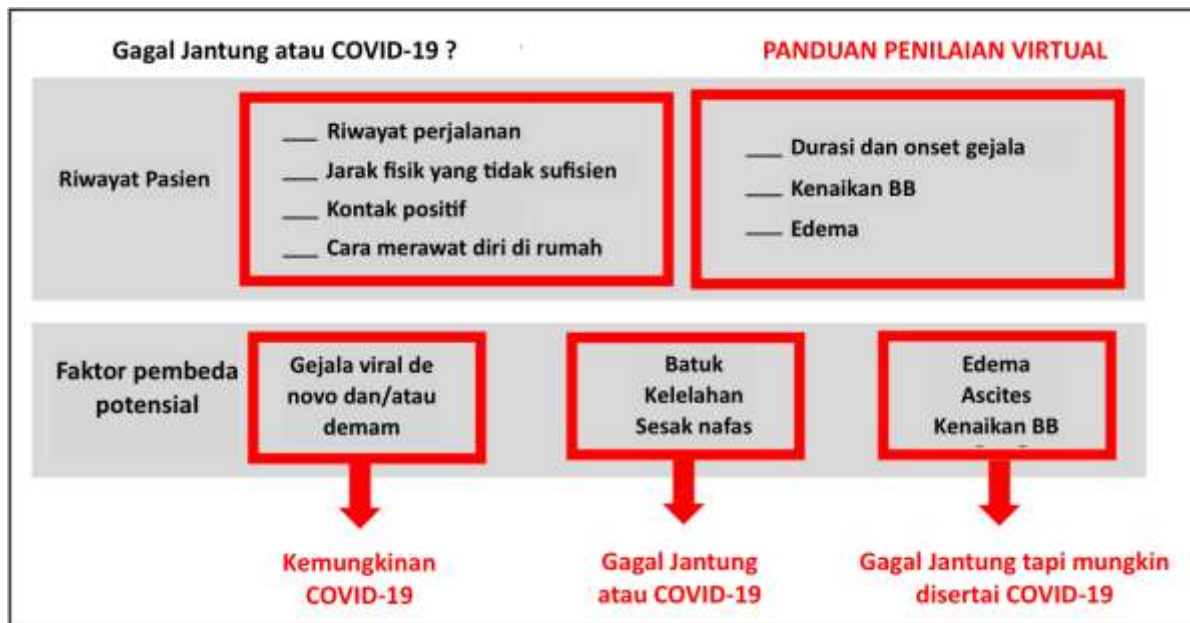 Gagal Jantung atau COVID-19 ?
PANDUAN PENILAIAN VIRTUAL
Riwayat Pasien
___ Riwayat perjalanan
___ Jarak fisik yang tidak sufisien
___ Kontak positif
___ Cara merawat diri di rumah
___ Durasi dan onset gejala
___ Kenaikan BB
___ Edema
Faktor pembeda
potensial
Gejala viral de
novo dan/atau
demam
Batuk
Kelelahan
Sesak nafas
Edema
Ascites
Kenaikan BB
Kemungkinan
COVID-19
Gagal Jantung
atau COVID-19
Gagal Jantung tapi mungkin
disertai COVID-19